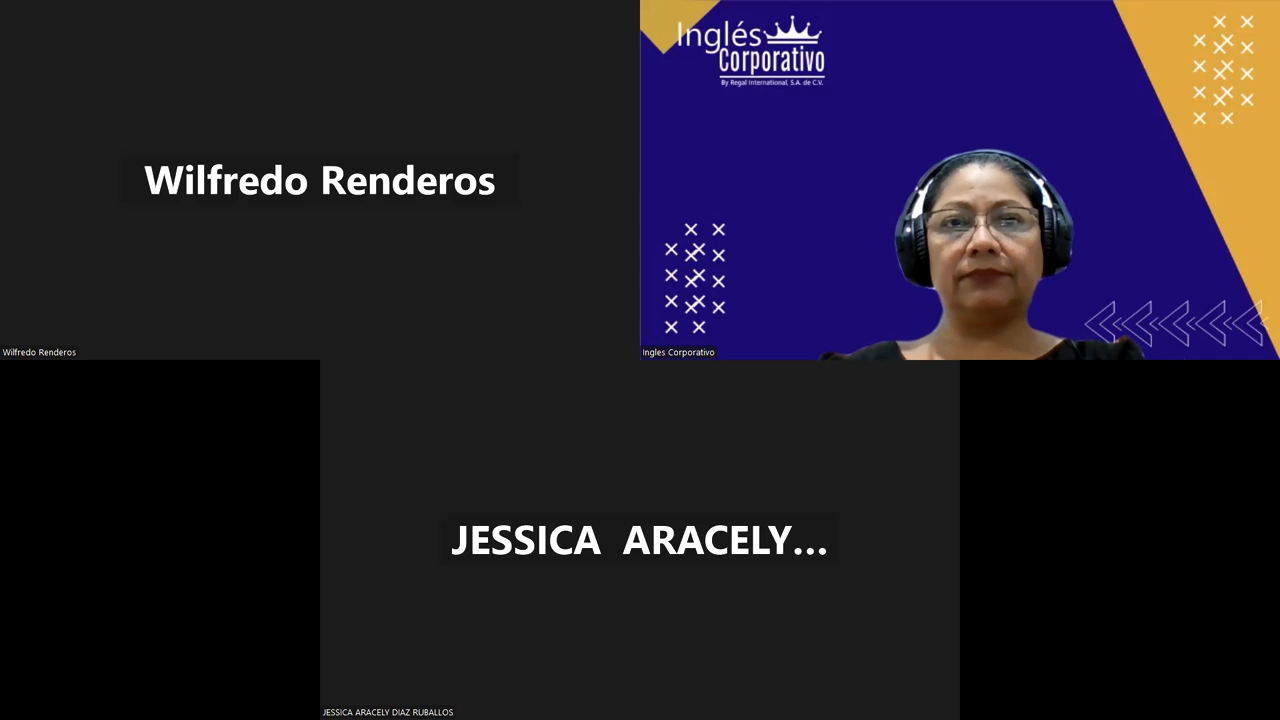 Wilfredo Renderos
Wilfredo Renderos
Inglés
Corporativo
By Regal International, S.A. de C.V.
Ingles Corporativo
JESSICA ARACELY...
JESSICA ARACELY DIAZ RUBALLOS